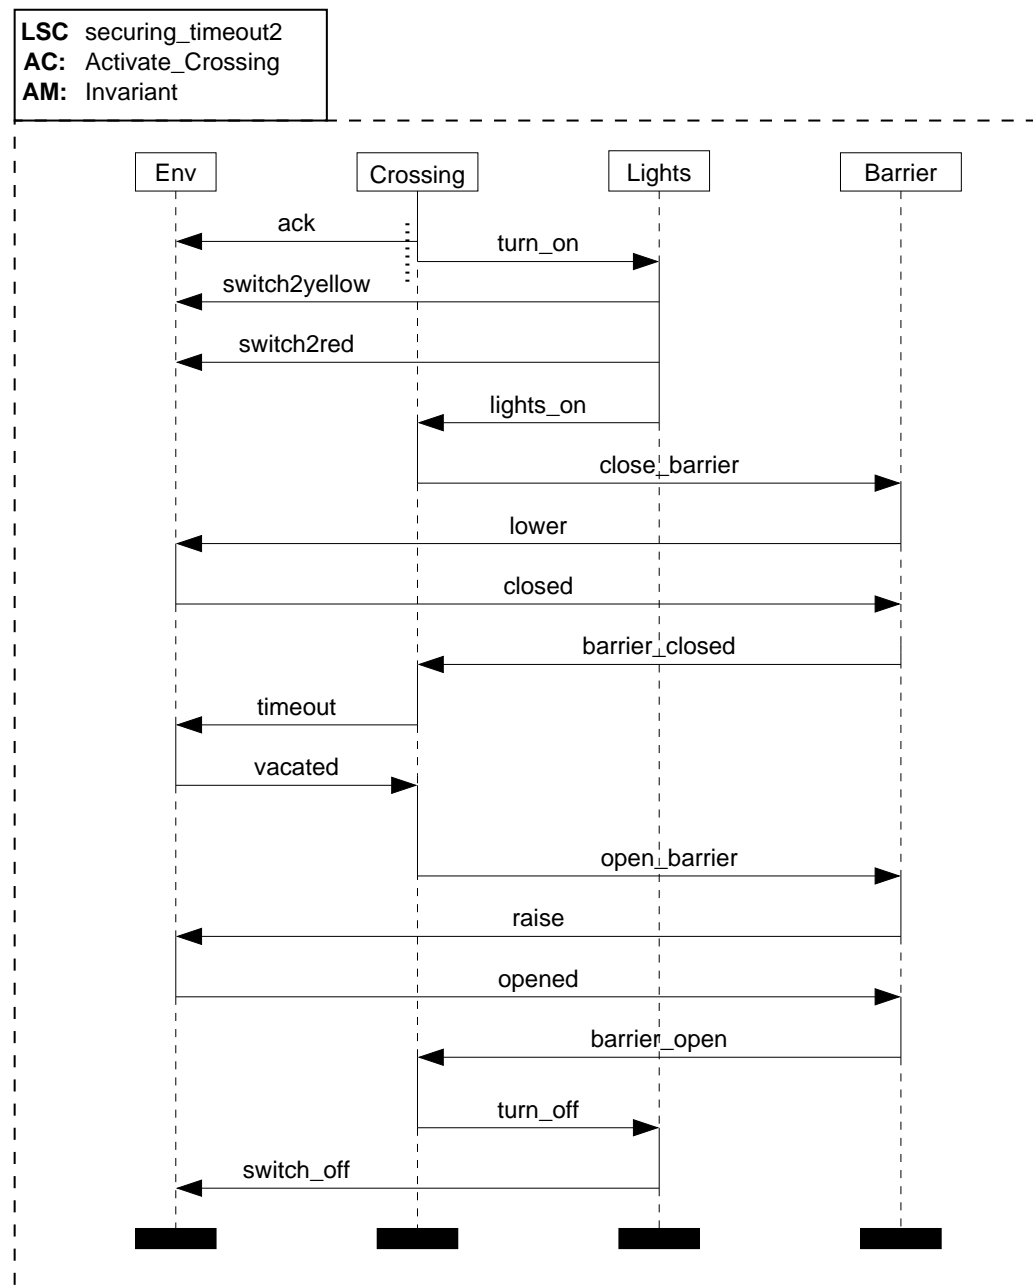 LSC securing_timeout2
AC: Activate_Crossing
AM: Invariant
Env Crossing Lights Barrier
ack
turn_on
switch2yellow
switch2red
lights_on
close_barrier
lower
closed
barrier_closed
timeout
vacated
open_barrier
raise
opened
barrier_open
turn_off
switch_off